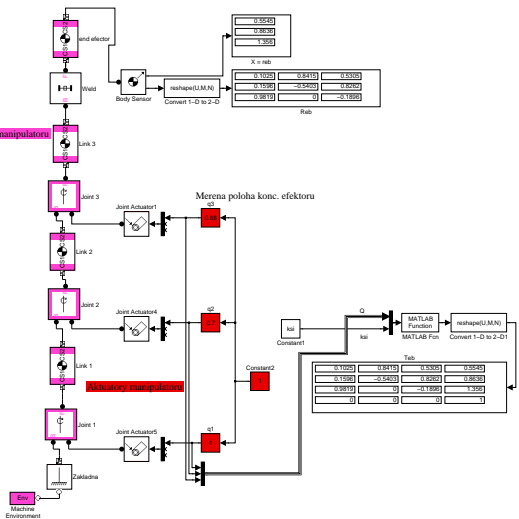 end efector
Weld
manipulatoru
Link 3
Joint 3
Link 2
Joint 2
Link 1
Joint 1
Zakladna
Env
Machine
Environment
Body Sensor
reshape(U,M,N)
Convert 1-D to 2-D
0.5545
0.8636
1.356
X = reb
0.1025 0.8415 0.5305
0.1596 -0.5403 0.8262
0.9819 0 -0.1896
Reb
Merena poloha konc. efektoru
Joint Actuator1
q3
Joint Actuator4
q2
Constant2
Aktuatory manipulatoru
Joint Actuator5
q1
ksi
Constant1
Q
ksi
MATLAB
Function
MATLAB Fcn
reshape(U,M,N)
Convert 1-D to 2-D1
Teb
0.1025 0.8415 0.5305 0.5545
0.1596 -0.5403 0.8262 0.8636
0.9819 0 -0.1896 1.356
0 0 0 1